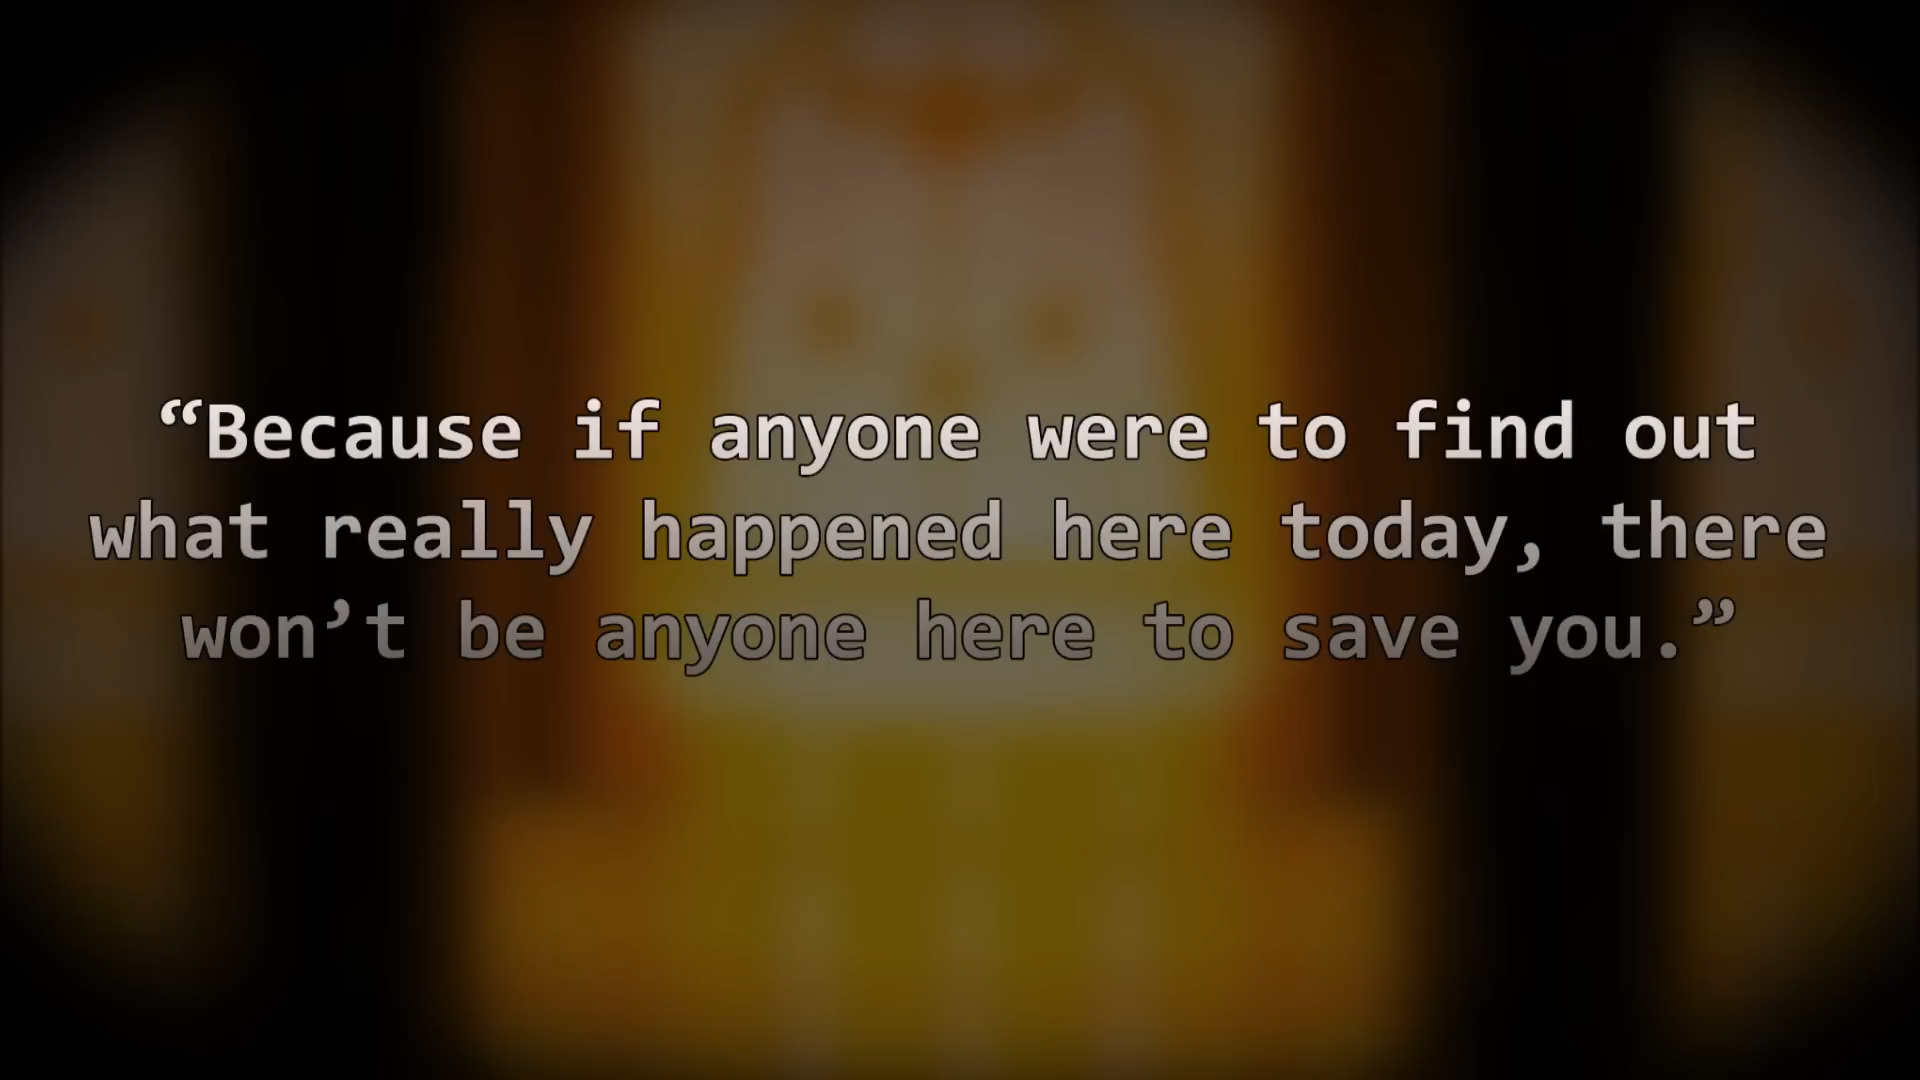 “Because if anyone were to find out
what really happened here today, there
won’t be anyone here to save you.”